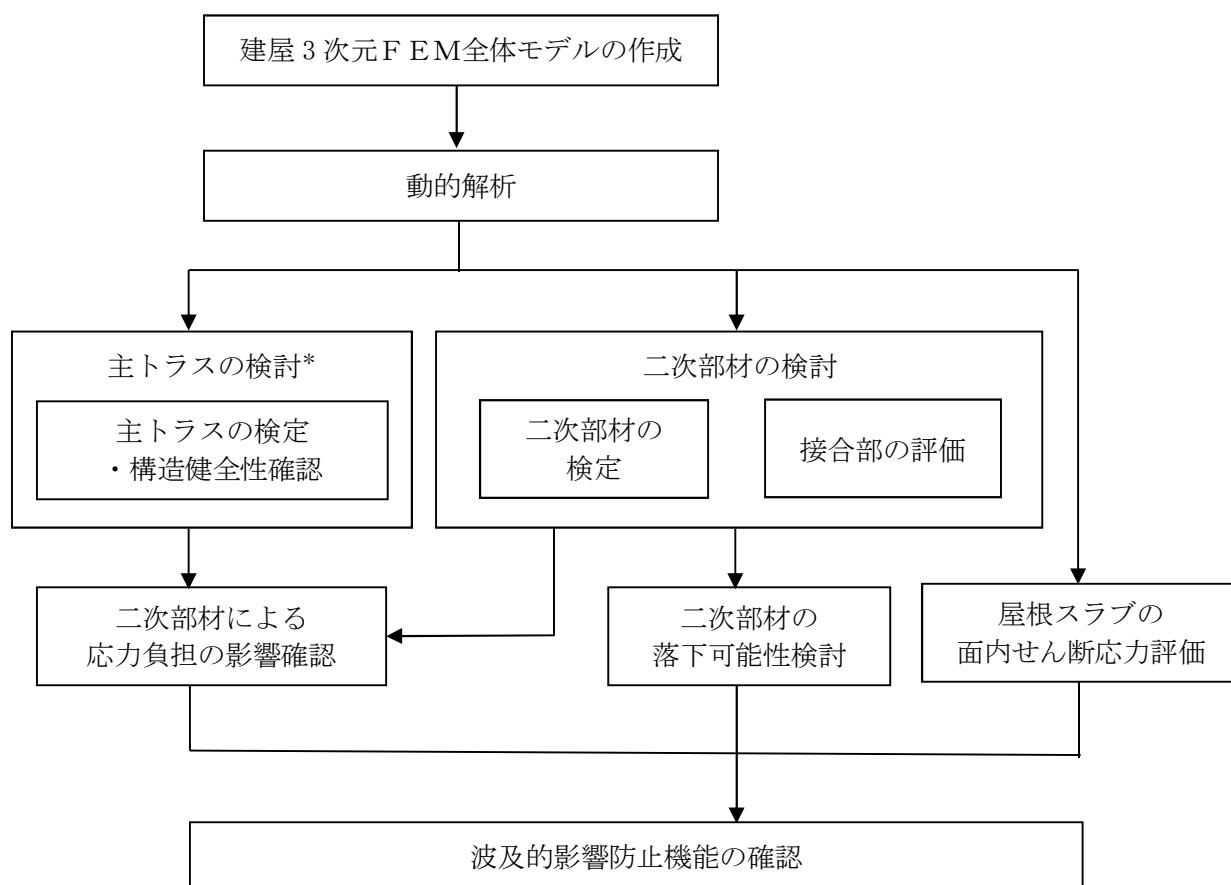 建屋３次元ＦＥＭ全体モデルの作成
動的解析
主トラスの検討*
主トラスの検定
・構造健全性確認
二次部材の検討
二次部材の
検定
接合部の評価
二次部材による
応力負担の影響確認
二次部材の
落下可能性検討
屋根スラブの
面内せん断応力評価
波及的影響防止機能の確認